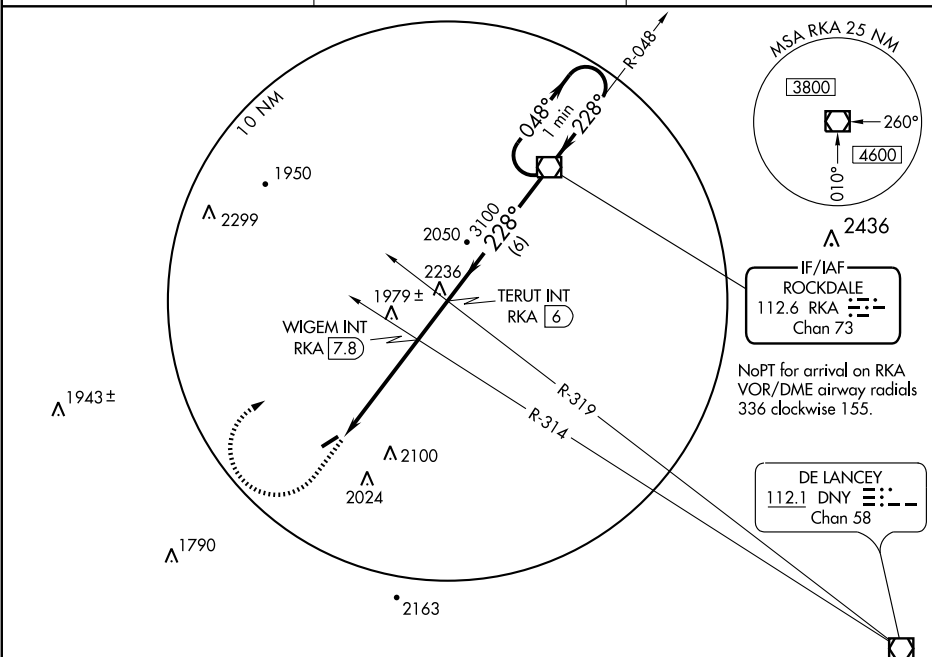 R-048
MSA RKA 25 NM
3800
260°
4600
010°
10 NM
048°
1 min
228°
1950
2299
2050
3100
228°
(6)
2436
2236
1979 ±
TERUT INT
RKA 6
WIGEM INT
RKA 7.8
IF/IAF
ROCKDALE
112.6 RKA
Chan 73
NoPT for arrival on RKA
VOR/DME airway radials
336 clockwise 155.
R-319
R-314
1943 ±
2100
2024
DE LANCEY
112.1 DNY
Chan 58
1790
2163